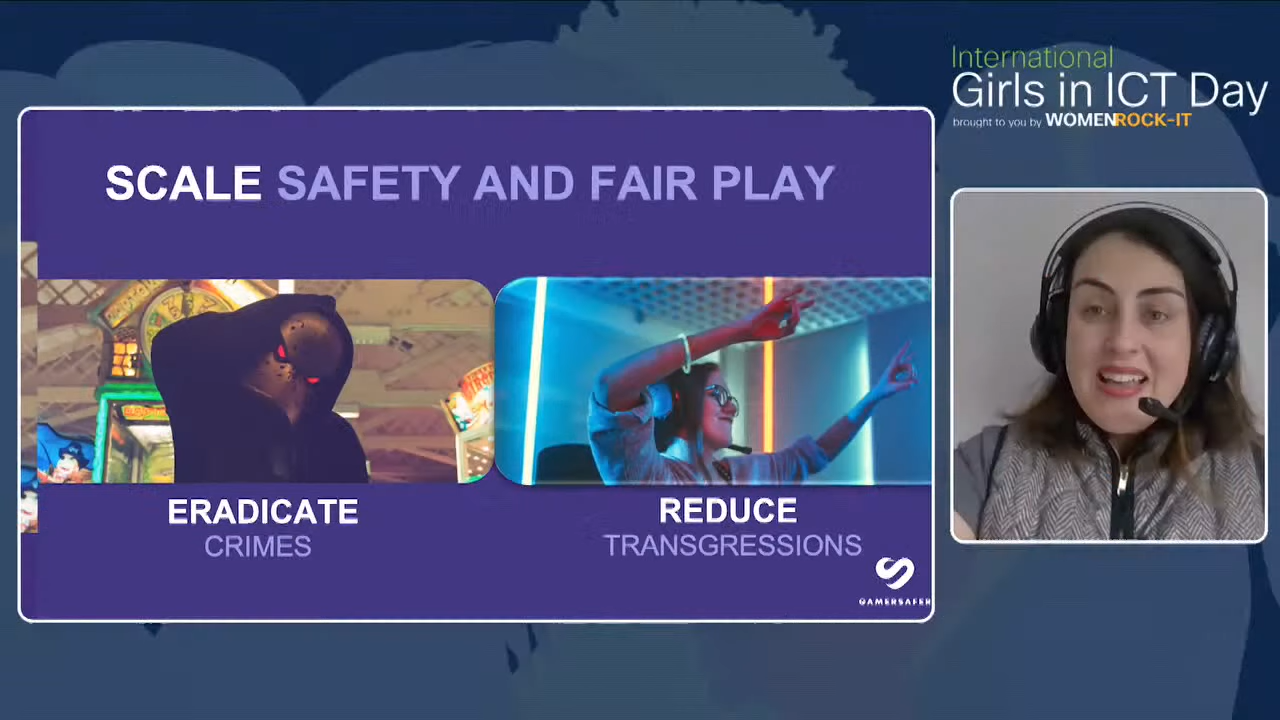 International
Girls in ICT Day
brought to you by WOMENROCK-IT
SCALE SAFETY AND FAIR PLAY
ERADICATE
CRIMES
REDUCE
TRANSGRESSIONS
GAMERSAFER